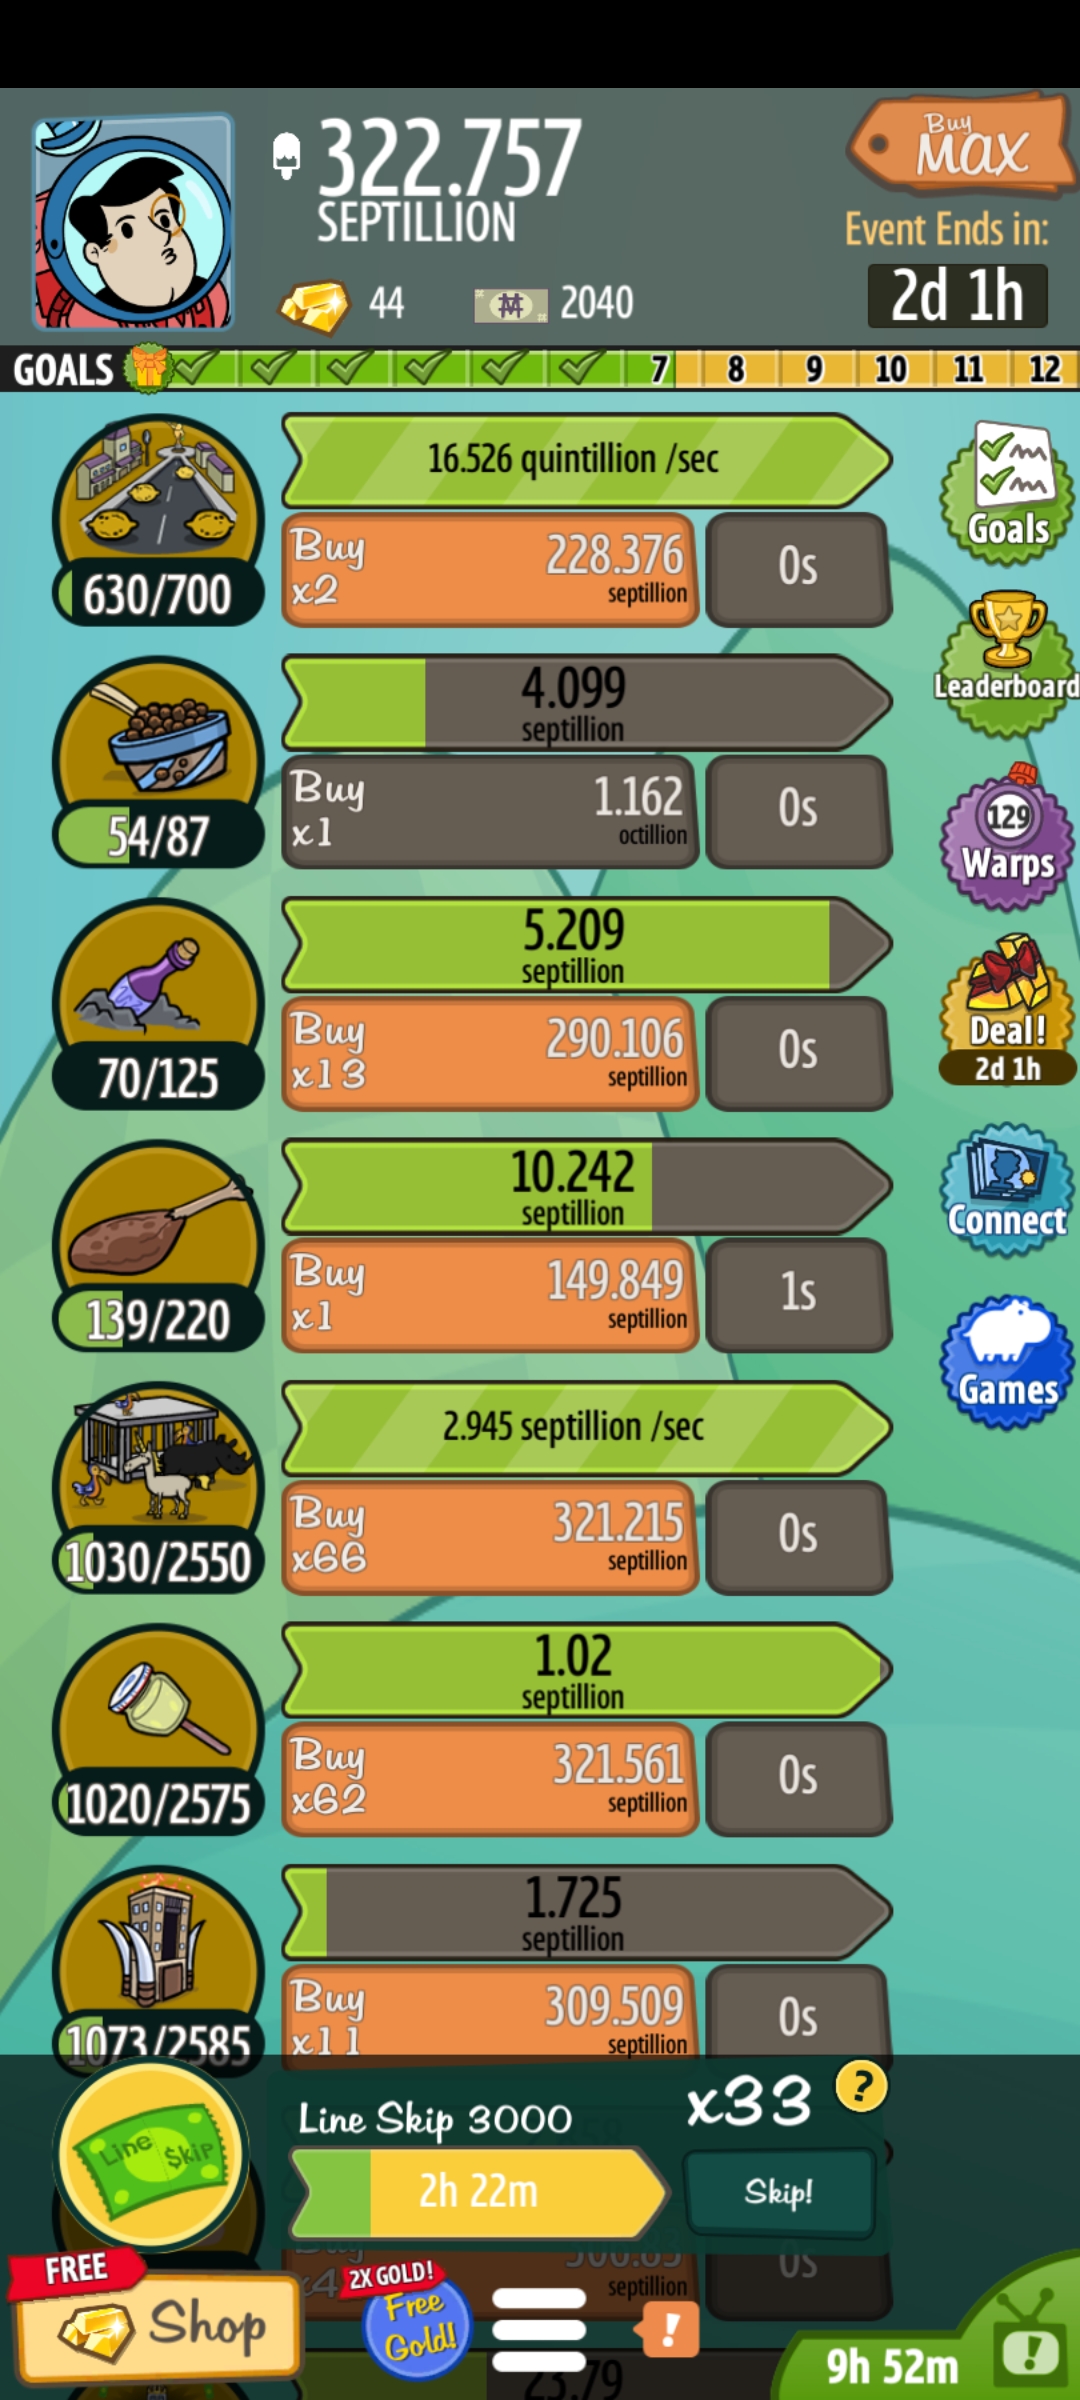 322.757
SEPTILLION
Buy
MAX
Event Ends in:
2d 1h
44
2040
GOALS
7
8
9
10
11
12
16.526 quintillion /sec
Buy
x2
228.376
septillion
0s
630/700
Goals
4.099
septillion
Buy
x1
1.162
octillion
0s
54/87
Leaderboard
129
Warps
5.209
septillion
Buy
x13
290.106
septillion
0s
70/125
Deal!
2d 1h
10.242
septillion
Buy
x1
149.849
septillion
1s
139/220
Connect
2.945 septillion /sec
Buy
x66
321.215
septillion
0s
1030/2550
Games
1.02
septillion
Buy
x62
321.561
septillion
0s
1020/2575
1.725
septillion
Buy
x11
309.509
septillion
0s
1073/2585
Line Skip
Line Skip 3000
x33
?
2h 22m
Skip!
Buy
x4
septillion
0s
FREE
Shop
2X GOLD!
Free
Gold!
!
23.79
9h 52m
!